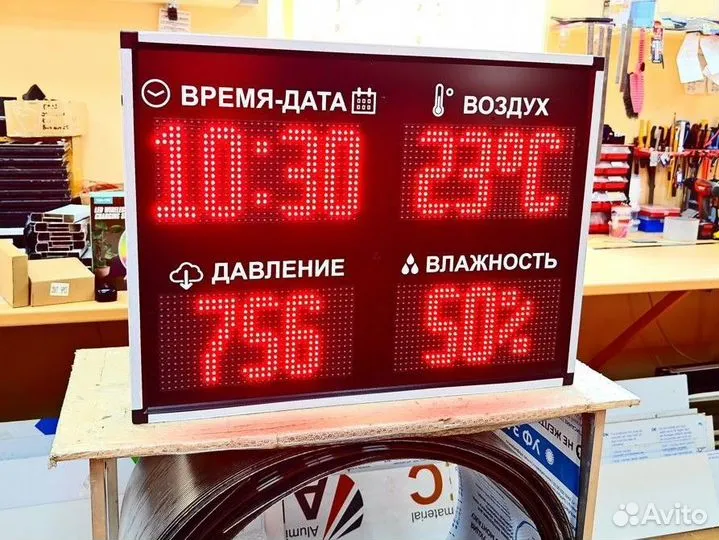 ВРЕМЯ-ДАТА
ВОЗДУХ
10:30
23°C
ДАВЛЕНИЕ
ВЛАЖНОСТЬ
756
50%
Avito